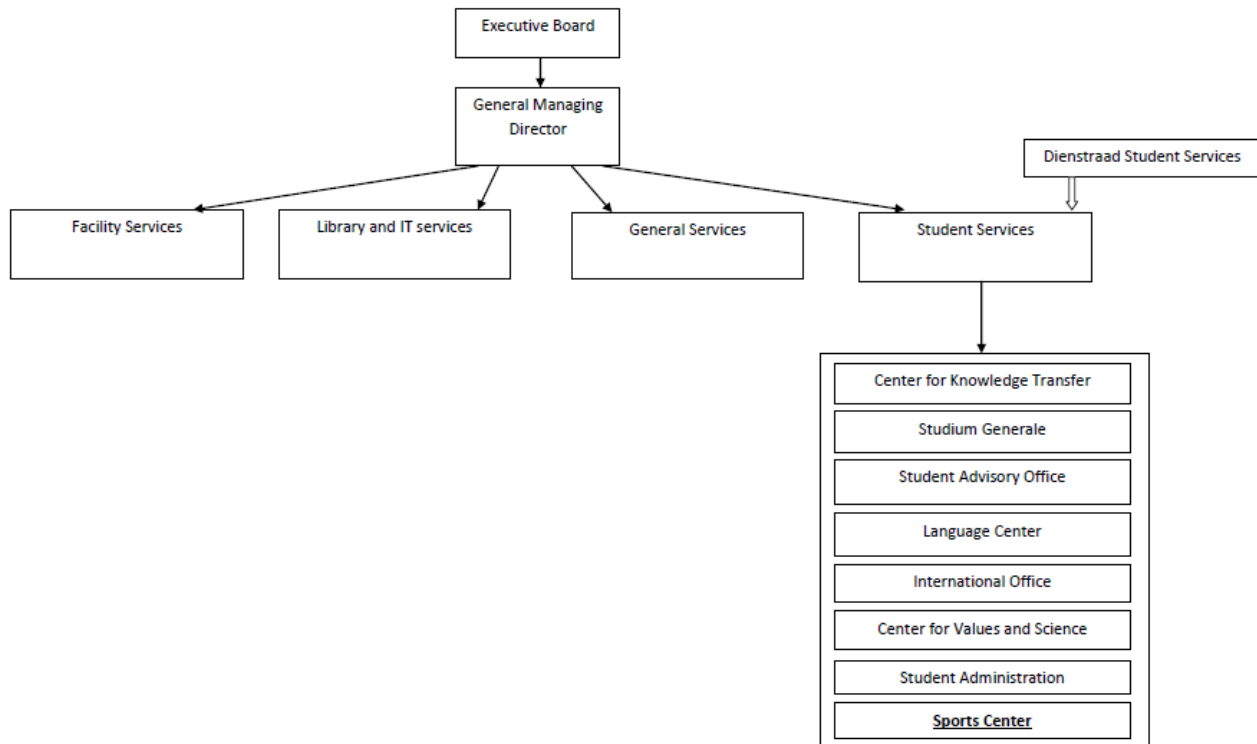 Executive Board
General Managing
Director
Dienstraad Student Services
Facility Services
Library and IT services
General Services
Student Services
Center for Knowledge Transfer
Studium Generale
Student Advisory Office
Language Center
International Office
Center for Values and Science
Student Administration
Sports Center